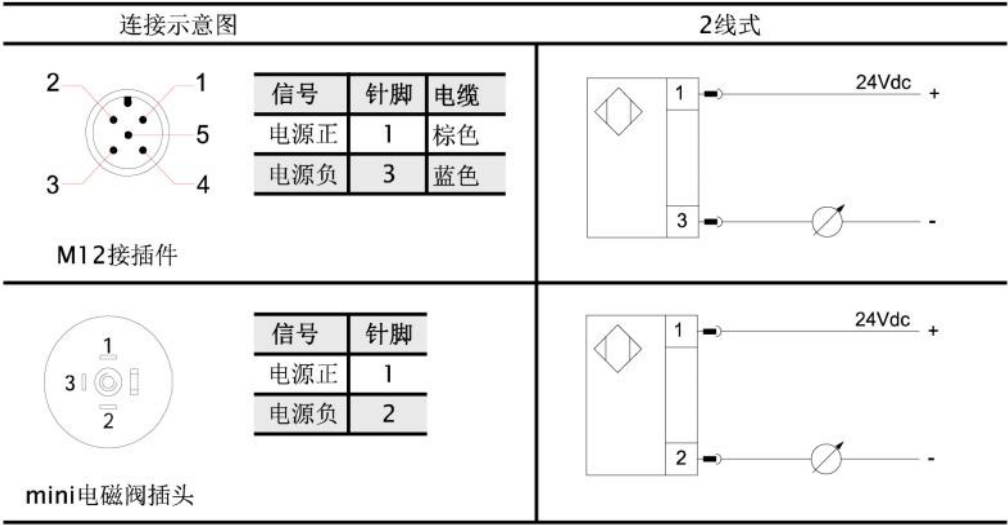 连接示意图 2线式
2 1
5
3 4
M12接插件
信号 针脚 电缆
电源正 1 棕色
电源负 3 蓝色
1 24Vdc +
3 -
1
3
2
mini电磁阀插头
信号 针脚
电源正 1
电源负 2
1 24Vdc +
2 -